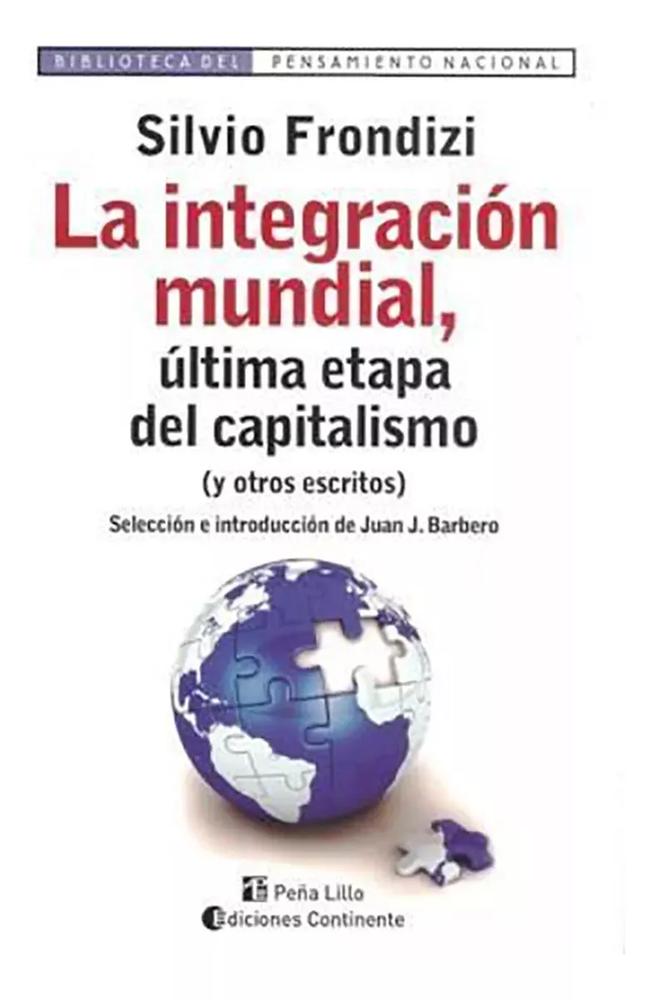 BIBLIOTECA DEL PENSAMIENTO NACIONAL
Silvio Frondizi
La integración
mundial,
última etapa
del capitalismo
(y otros escritos)
Selección e introducción de Juan J. Barbero
Peña Lillo
Ediciones Continente